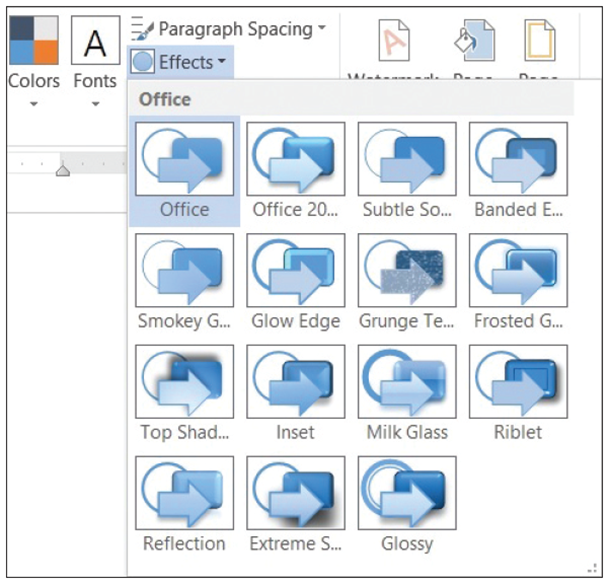 Paragraph Spacing
Effects
Colors
Fonts
A
A
Office
Office
Office 20...
Subtle So...
Banded E...
Smokey G...
Glow Edge
Grunge Te...
Frosted G...
Top Shad...
Inset
Milk Glass
Riblet
Reflection
Extreme S...
Glossy